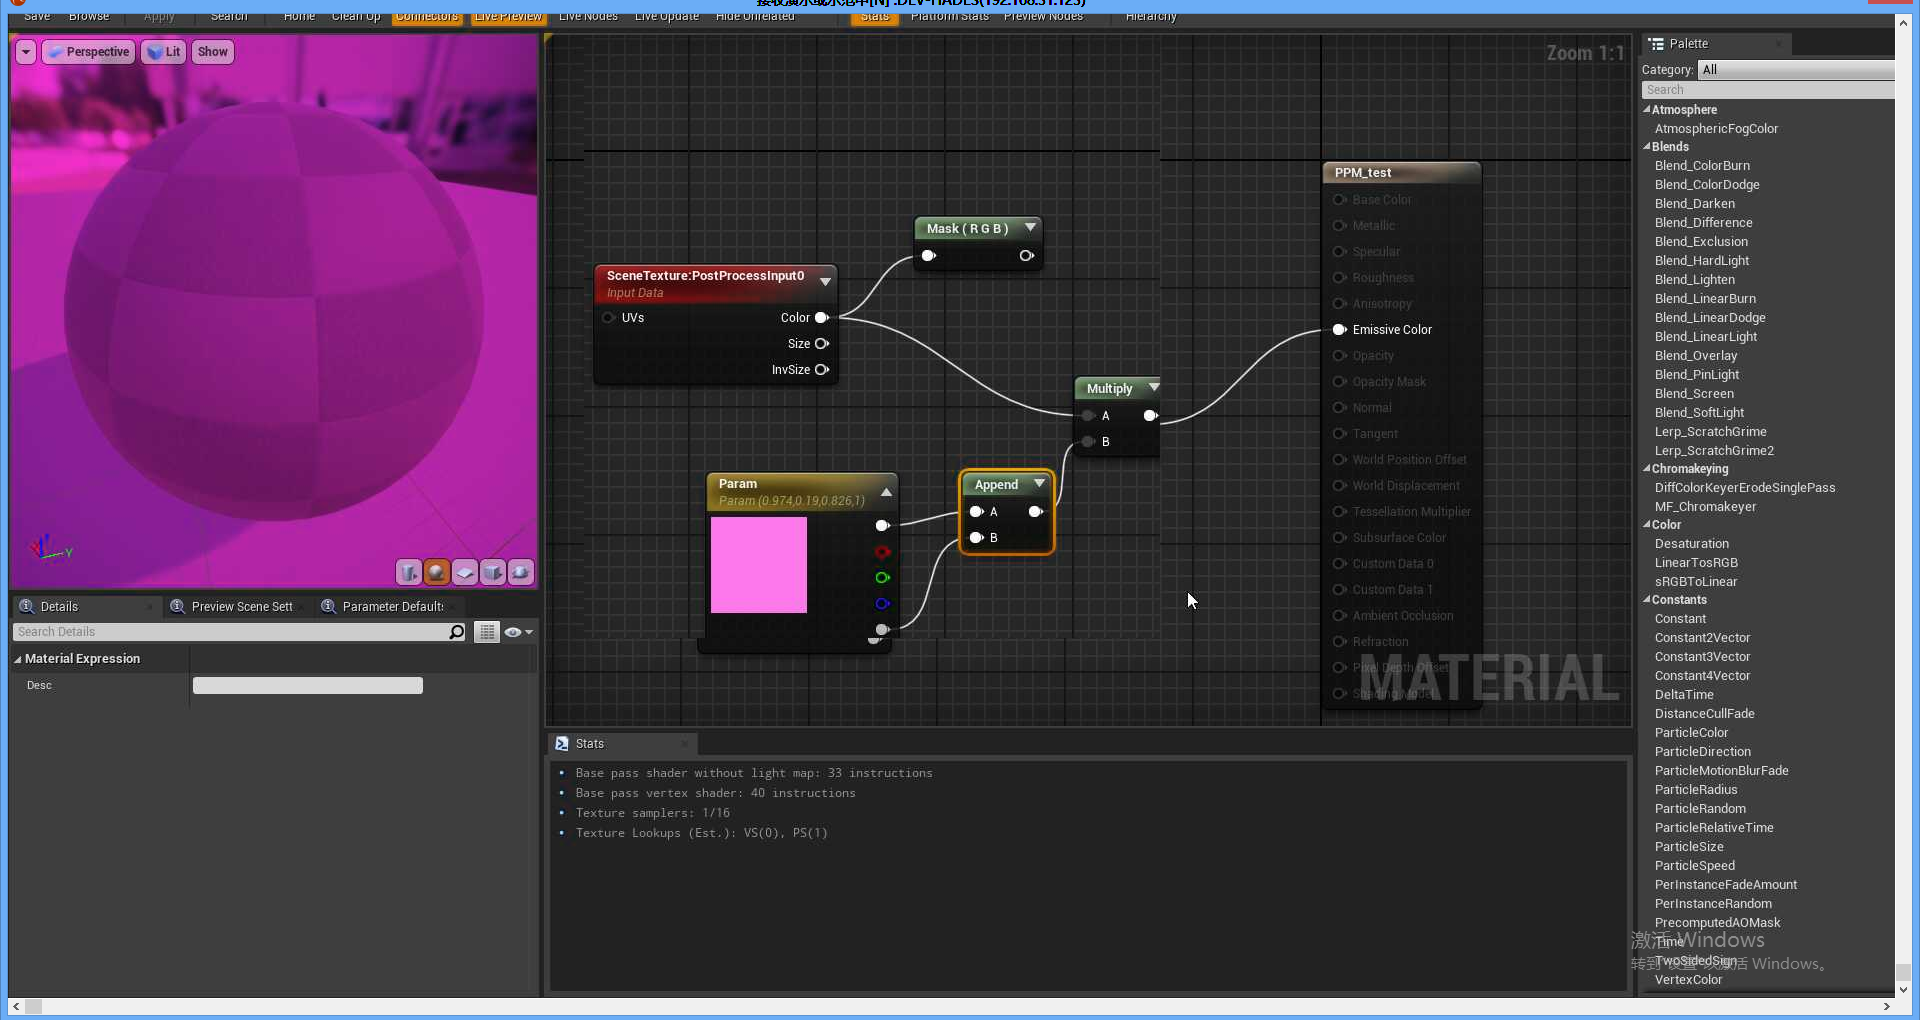 Save Browse Apply Search Home Clean Up Connectors Live Preview Live Nodes Live Update Hide Unrelated Stats Platform Stats Preview Nodes Hierarchy
Perspective Lit Show
Zoom 1:1
Mask ( R G B )
SceneTexture:PostProcessInput0
Input Data
UVs Color
Size
InvSize
Multiply
A
B
Param
Param (0.974,0.19,0.826,1)
Append
A
B
PPM_test
Base Color
Metallic
Specular
Roughness
Anisotropy
Emissive Color
Opacity
Opacity Mask
Normal
Tangent
World Position Offset
World Displacement
Tessellation Multiplier
Subsurface Color
Custom Data 0
Custom Data 1
Ambient Occlusion
Refraction
Pixel Depth Offset
Shading Model
MATERIAL
Y
Details Preview Scene Sett Parameter Default
Search Details
Material Expression
Desc
Stats
Base pass shader without light map: 33 instructions
Base pass vertex shader: 40 instructions
Texture samplers: 1/16
Texture Lookups (Est.): VS(0), PS(1)
Palette
Category: All
Search
Atmosphere
AtmosphericFogColor
Blends
Blend_ColorBurn
Blend_ColorDodge
Blend_Darken
Blend_Difference
Blend_Exclusion
Blend_HardLight
Blend_Lighten
Blend_LinearBurn
Blend_LinearDodge
Blend_LinearLight
Blend_Overlay
Blend_PinLight
Blend_Screen
Blend_SoftLight
Lerp_ScratchGrime
Lerp_ScratchGrime2
Chromakeying
DiffColorKeyerErodeSinglePass
MF_Chromakeyer
Color
Desaturation
LinearTosRGB
sRGBToLinear
Constants
Constant
Constant2Vector
Constant3Vector
Constant4Vector
DeltaTime
DistanceCullFade
ParticleColor
ParticleDirection
ParticleMotionBlurFade
ParticleRadius
ParticleRandom
ParticleRelativeTime
ParticleSize
ParticleSpeed
PerInstanceFadeAmount
PerInstanceRandom
PrecomputedAOMask
Time
TwoSidedSign
VertexColor
激活 Windows
转到"设置"以激活 Windows。